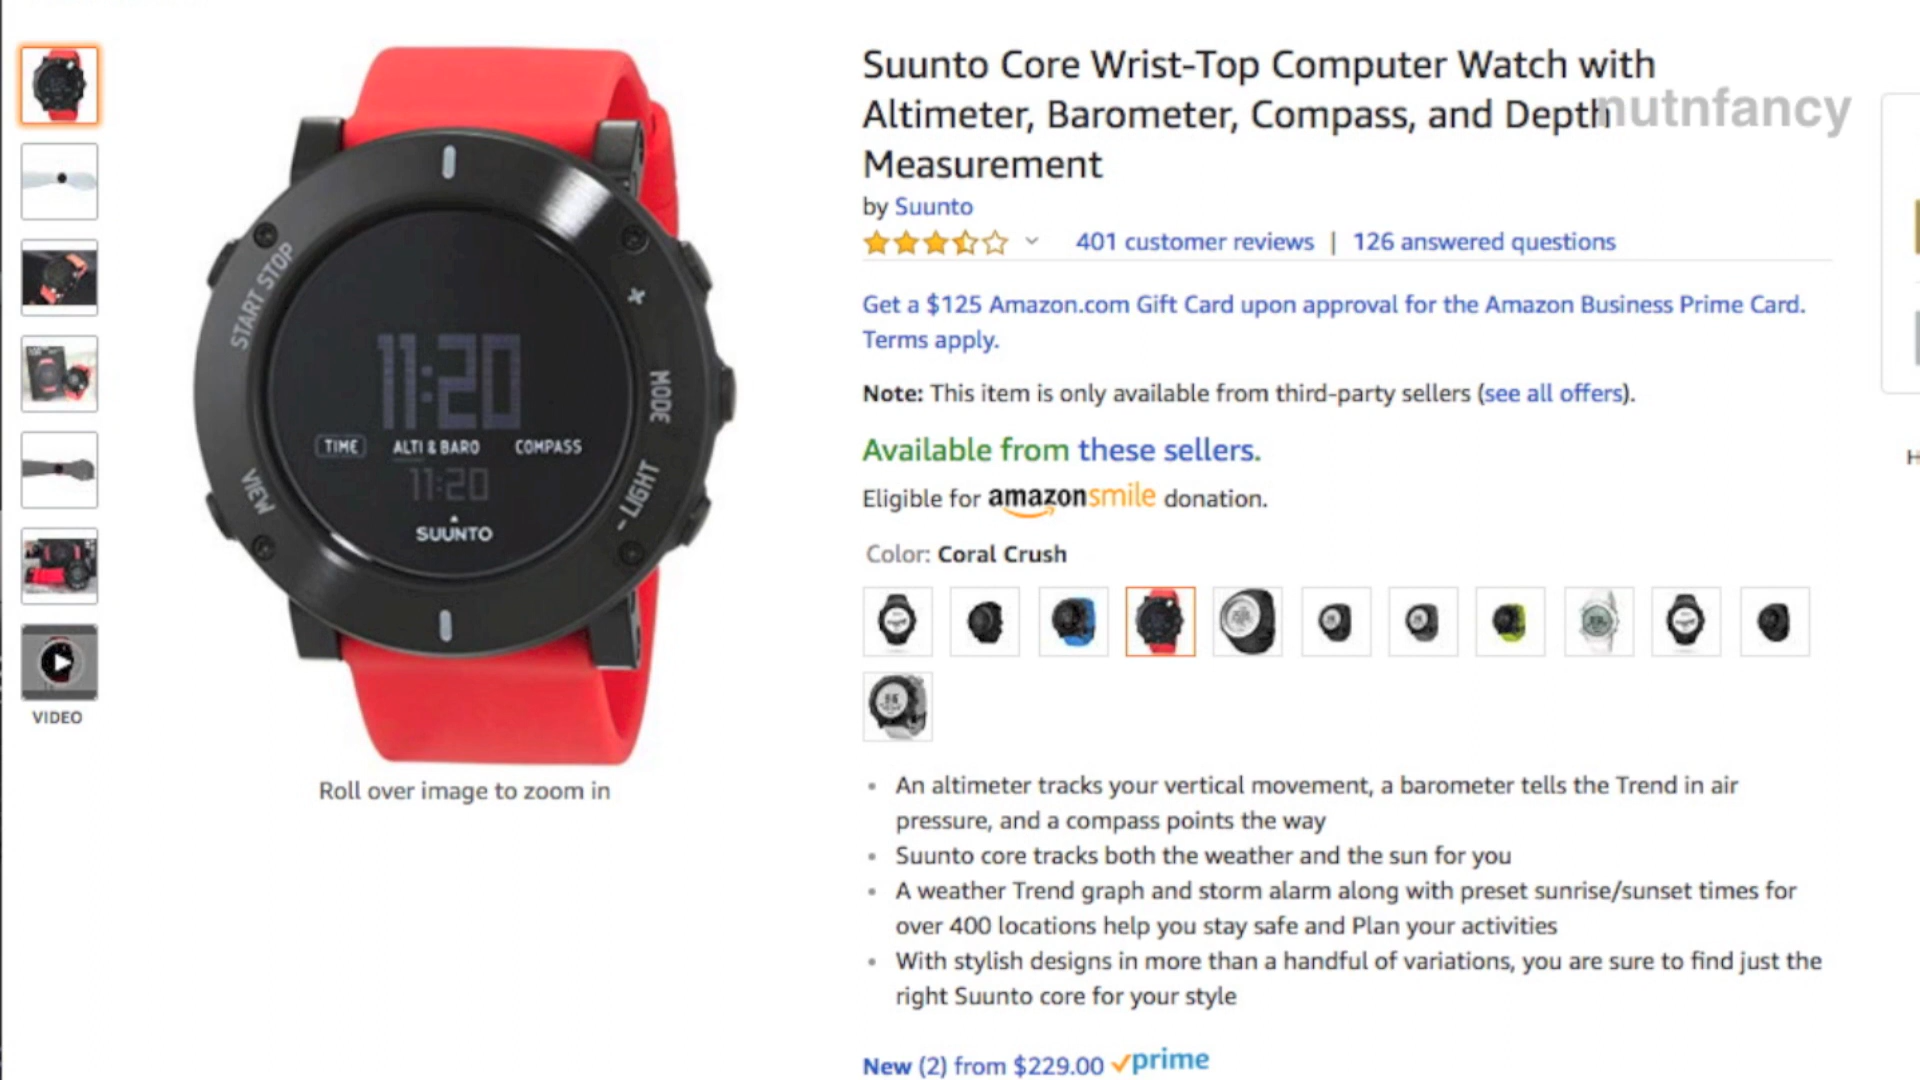 Suunto Core Wrist-Top Computer Watch with
Altimeter, Barometer, Compass, and Depth
nutnfancy
Measurement
by Suunto
401 customer reviews | 126 answered questions
Get a $125 Amazon.com Gift Card upon approval for the Amazon Business Prime Card.
Terms apply.
Note: This item is only available from third-party sellers (see all offers).
Available from these sellers.
Eligible for amazonsmile donation.
Color: Coral Crush
START STOP
+
MODE
11:20
TIME ALTI & BARO COMPASS
11:20
VIEW
- LIGHT
SUUNTO
VIDEO
Roll over image to zoom in
• An altimeter tracks your vertical movement, a barometer tells the Trend in air
pressure, and a compass points the way
• Suunto core tracks both the weather and the sun for you
• A weather Trend graph and storm alarm along with preset sunrise/sunset times for
over 400 locations help you stay safe and Plan your activities
• With stylish designs in more than a handful of variations, you are sure to find just the
right Suunto core for your style
New (2) from $229.00 prime